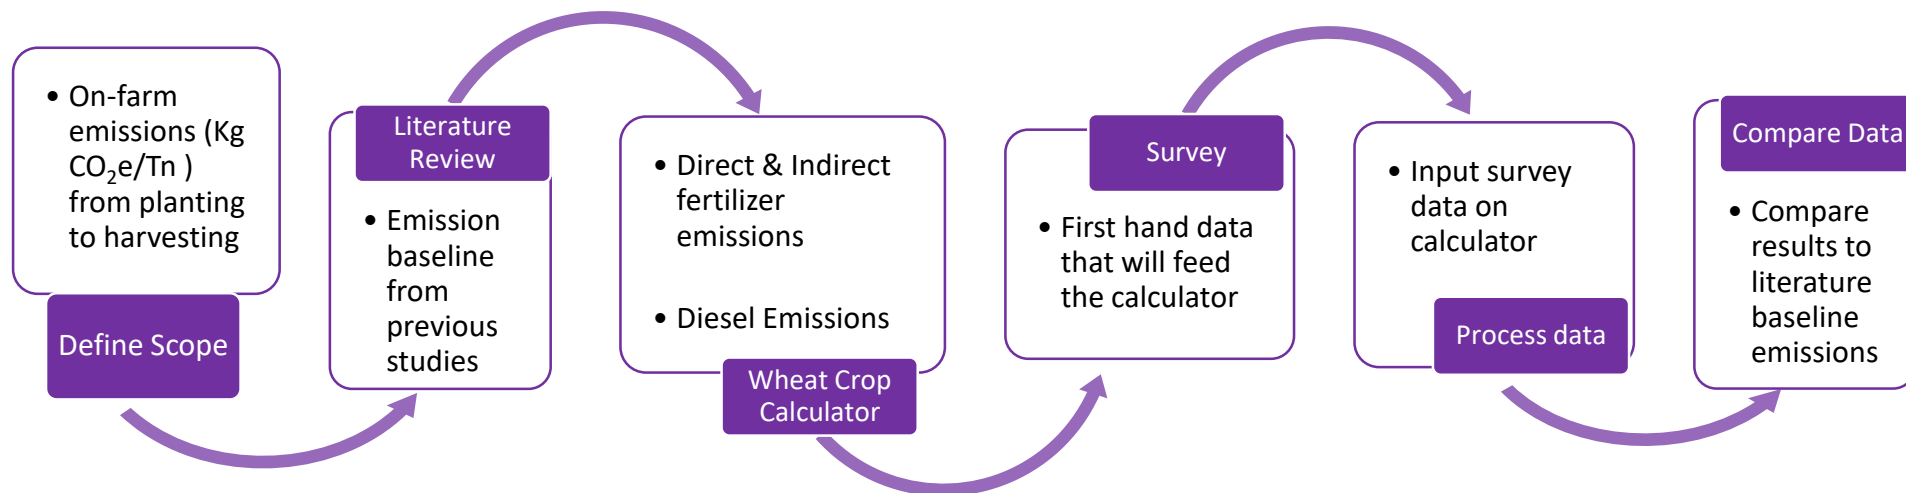 • On-farm
emissions (Kg
CO₂e/Tn )
from planting
to harvesting
Define Scope
Literature
Review
• Emission
baseline
from
previous
studies
• Direct & Indirect
fertilizer
emissions
• Diesel Emissions
Wheat Crop
Calculator
Survey
• First hand data
that will feed
the calculator
• Input survey
data on
calculator
Process data
Compare Data
• Compare
results to
literature
baseline
emissions